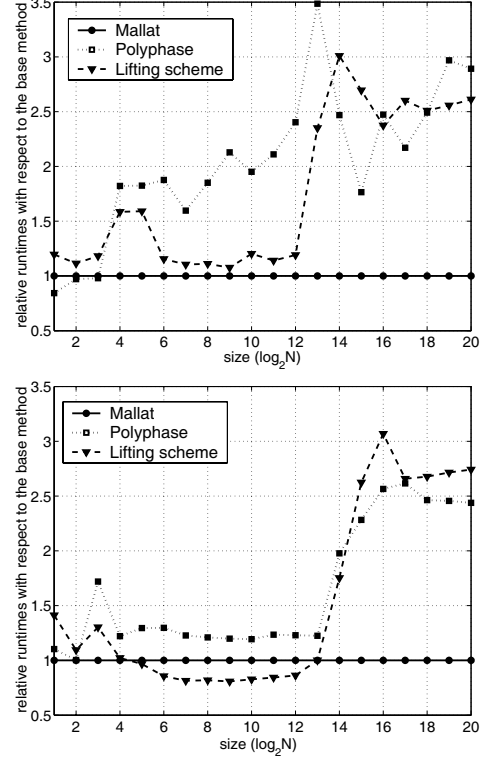 relative runtimes with respect to the base method
3.5
3
2.5
2
1.5
1
0.5
Mallat
Polyphase
Lifting scheme
2 4 6 8 10 12 14 16 18 20
size (log₂N)
relative runtimes with respect to the base method
3.5
3
2.5
2
1.5
1
0.5
Mallat
Polyphase
Lifting scheme
2 4 6 8 10 12 14 16 18 20
size (log₂N)